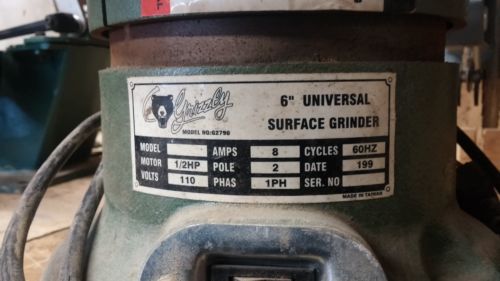 Grizzly
MODEL NO:G2790
6" UNIVERSAL
SURFACE GRINDER
MODEL AMPS 8 CYCLES 60HZ
MOTOR 1/2HP POLE 2 DATE 199
VOLTS 110 PHAS 1PH SER. NO
MADE IN TAIWAN